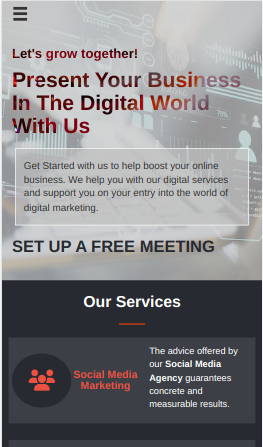 Let's grow together!
Present Your Business
In The Digital World
With Us
Get Started with us to help boost your online
business. We help you with our digital services
and support you on your entry into the world of
digital marketing.
SET UP A FREE MEETING
Our Services
Social Media
Marketing
The advice offered by
our Social Media
Agency guarantees
concrete and
measurable results.